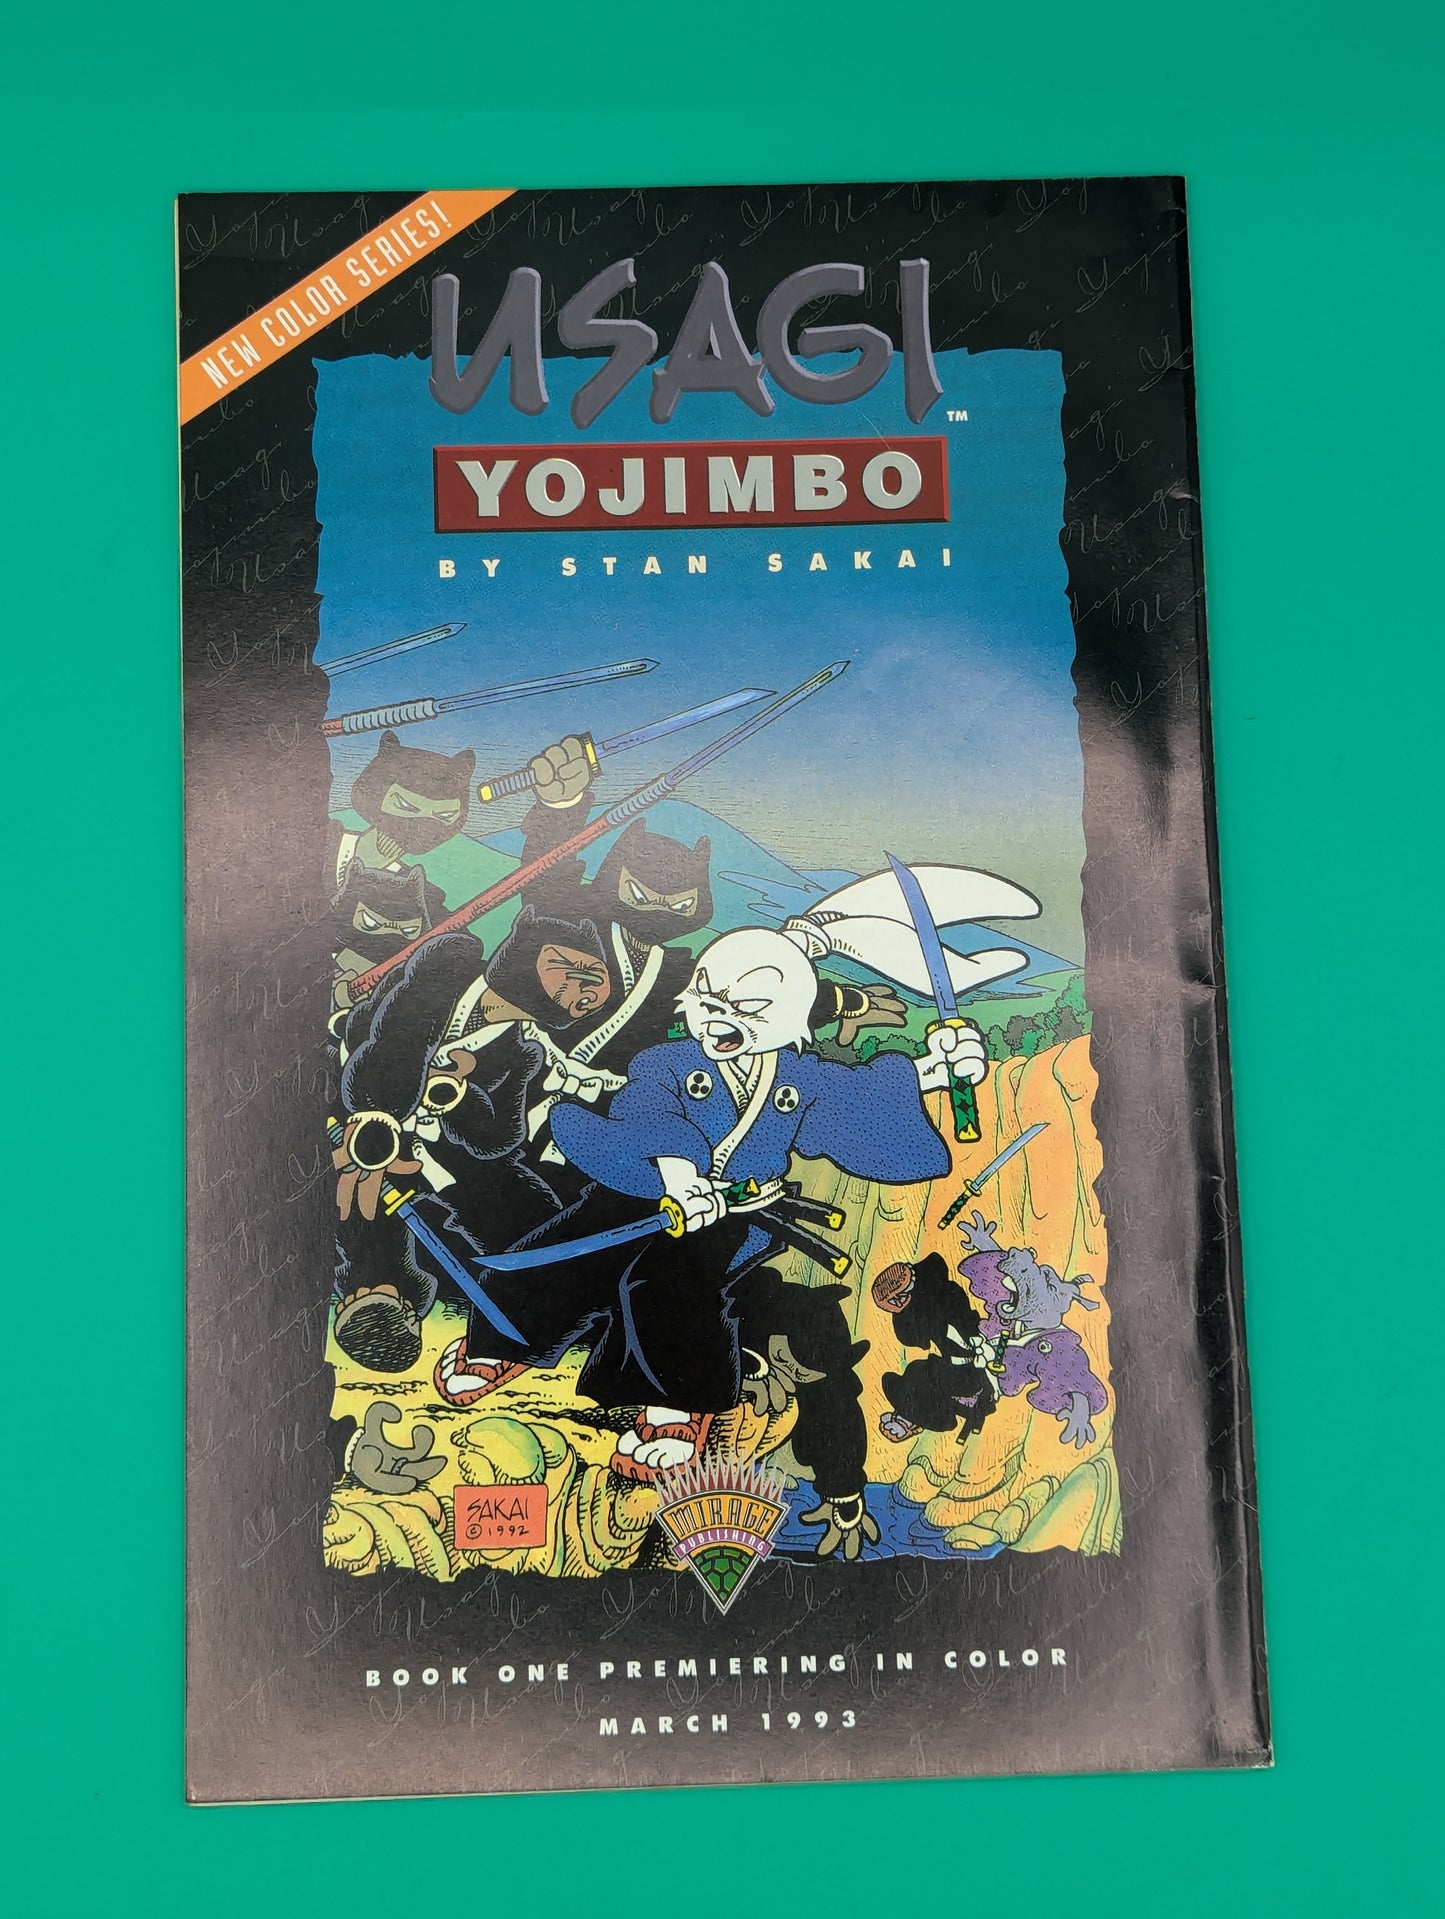 NEW COLOR SERIES!
USAGI
TM
YOJIMBO
BY STAN SAKAI
SAKAI
© 1992
MIRAGE
PUBLISHING
BOOK ONE PREMIERING IN COLOR
MARCH 1993